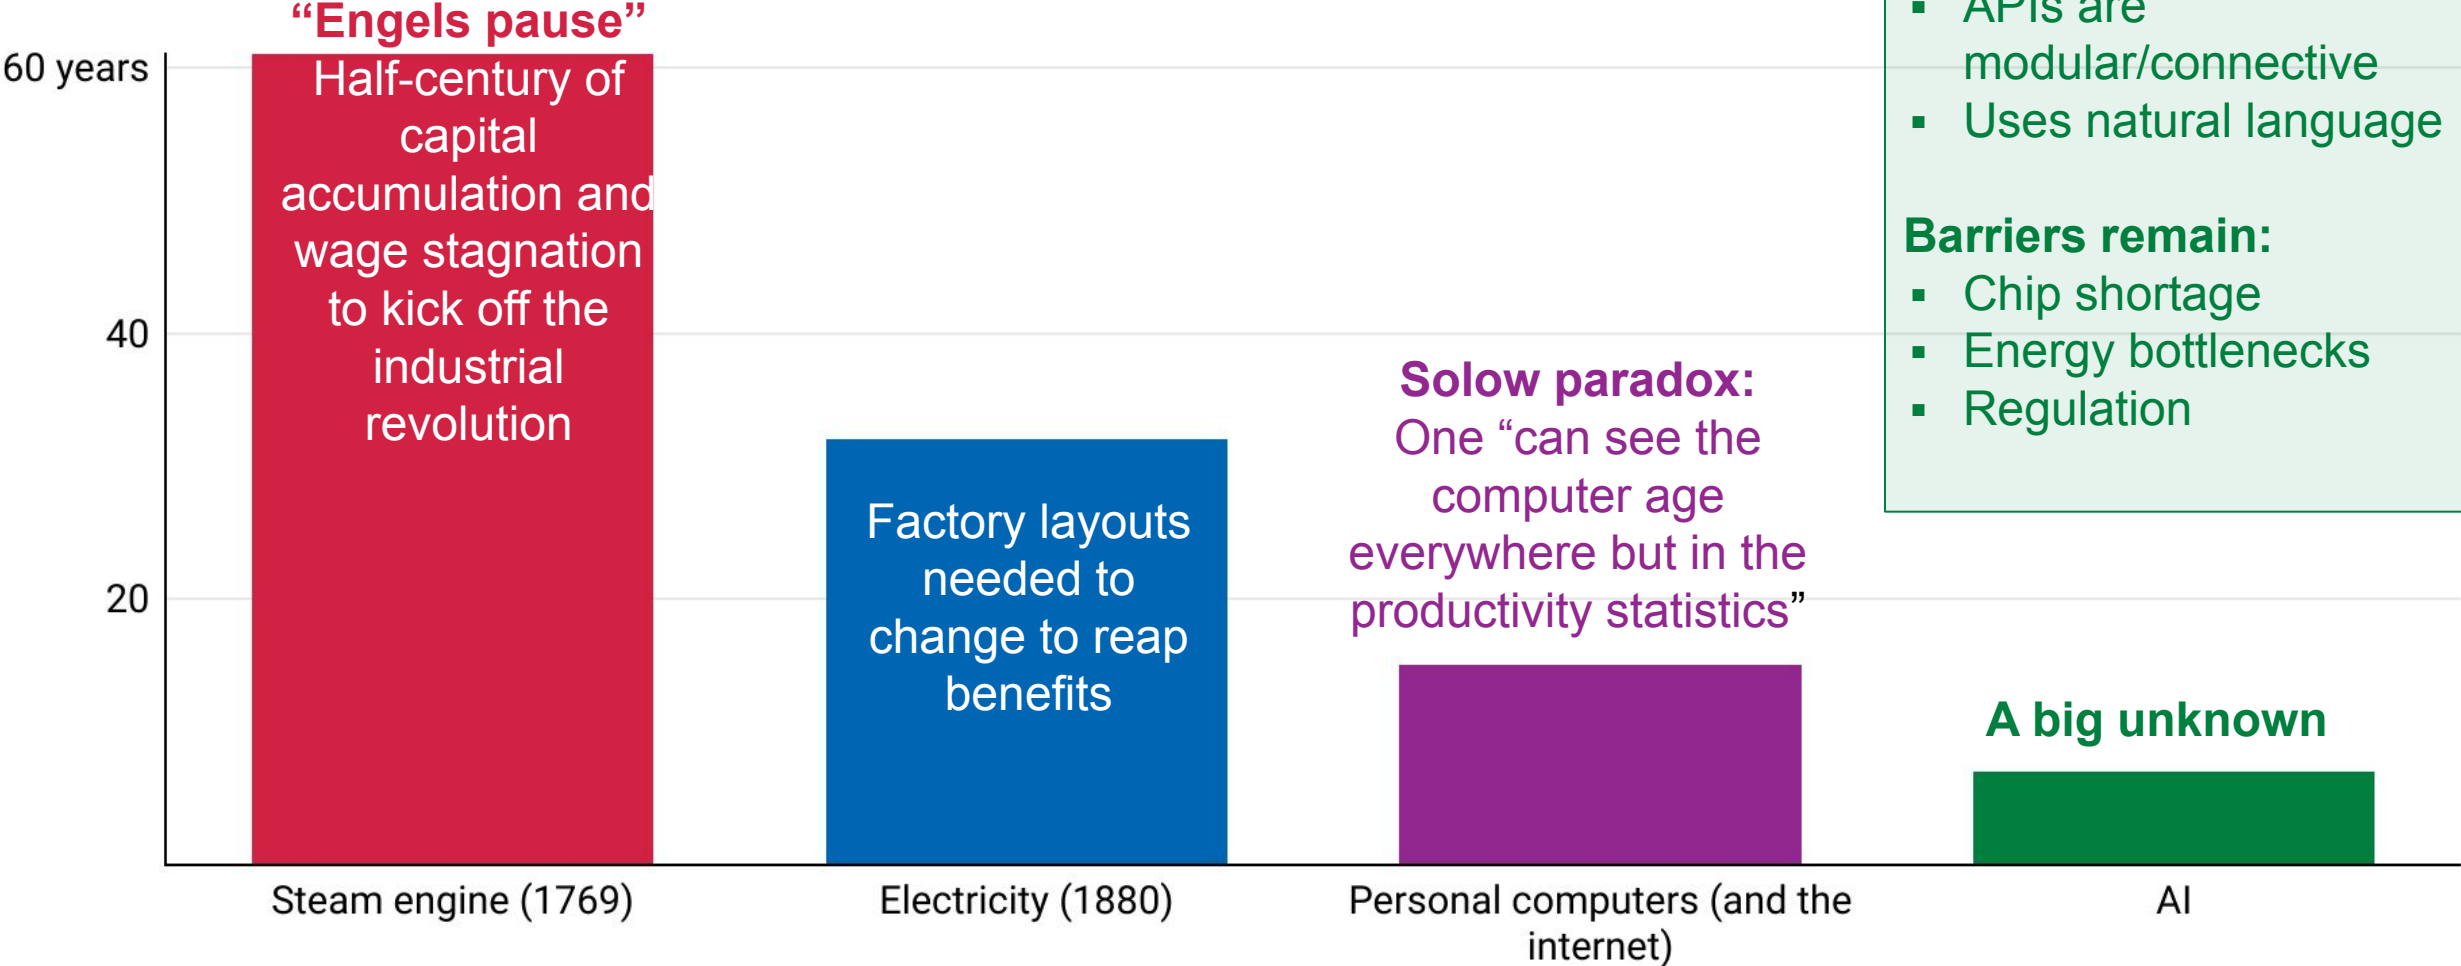 “Engels pause”
60 years
Half-century of
capital
accumulation and
wage stagnation
to kick off the
industrial
revolution
40
20
Factory layouts
needed to
change to reap
benefits
Solow paradox:
One “can see the
computer age
everywhere but in the
productivity statistics”
▪ APIs are
modular/connective
▪ Uses natural language
Barriers remain:
▪ Chip shortage
▪ Energy bottlenecks
▪ Regulation
A big unknown
Steam engine (1769)
Electricity (1880)
Personal computers (and the
internet)
AI